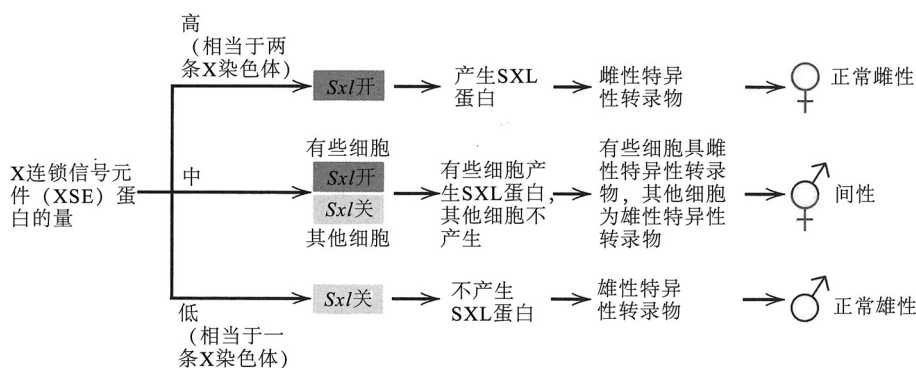 高
（相当于两
条X染色体）
Sxl开
产生SXL
蛋白
雌性特异
性转录物
正常雌性
X连锁信号元
件（XSE）蛋
白的量
中
有些细胞
Sxl开
Sxl关
其他细胞
有些细胞产
生SXL蛋白，
其他细胞不
产生
有些细胞具雌
性特异性转录
物，其他细胞
为雄性特异性
转录物
间性
低
（相当于一
条X染色体）
Sxl关
不产生
SXL蛋白
雄性特异
性转录物
正常雄性